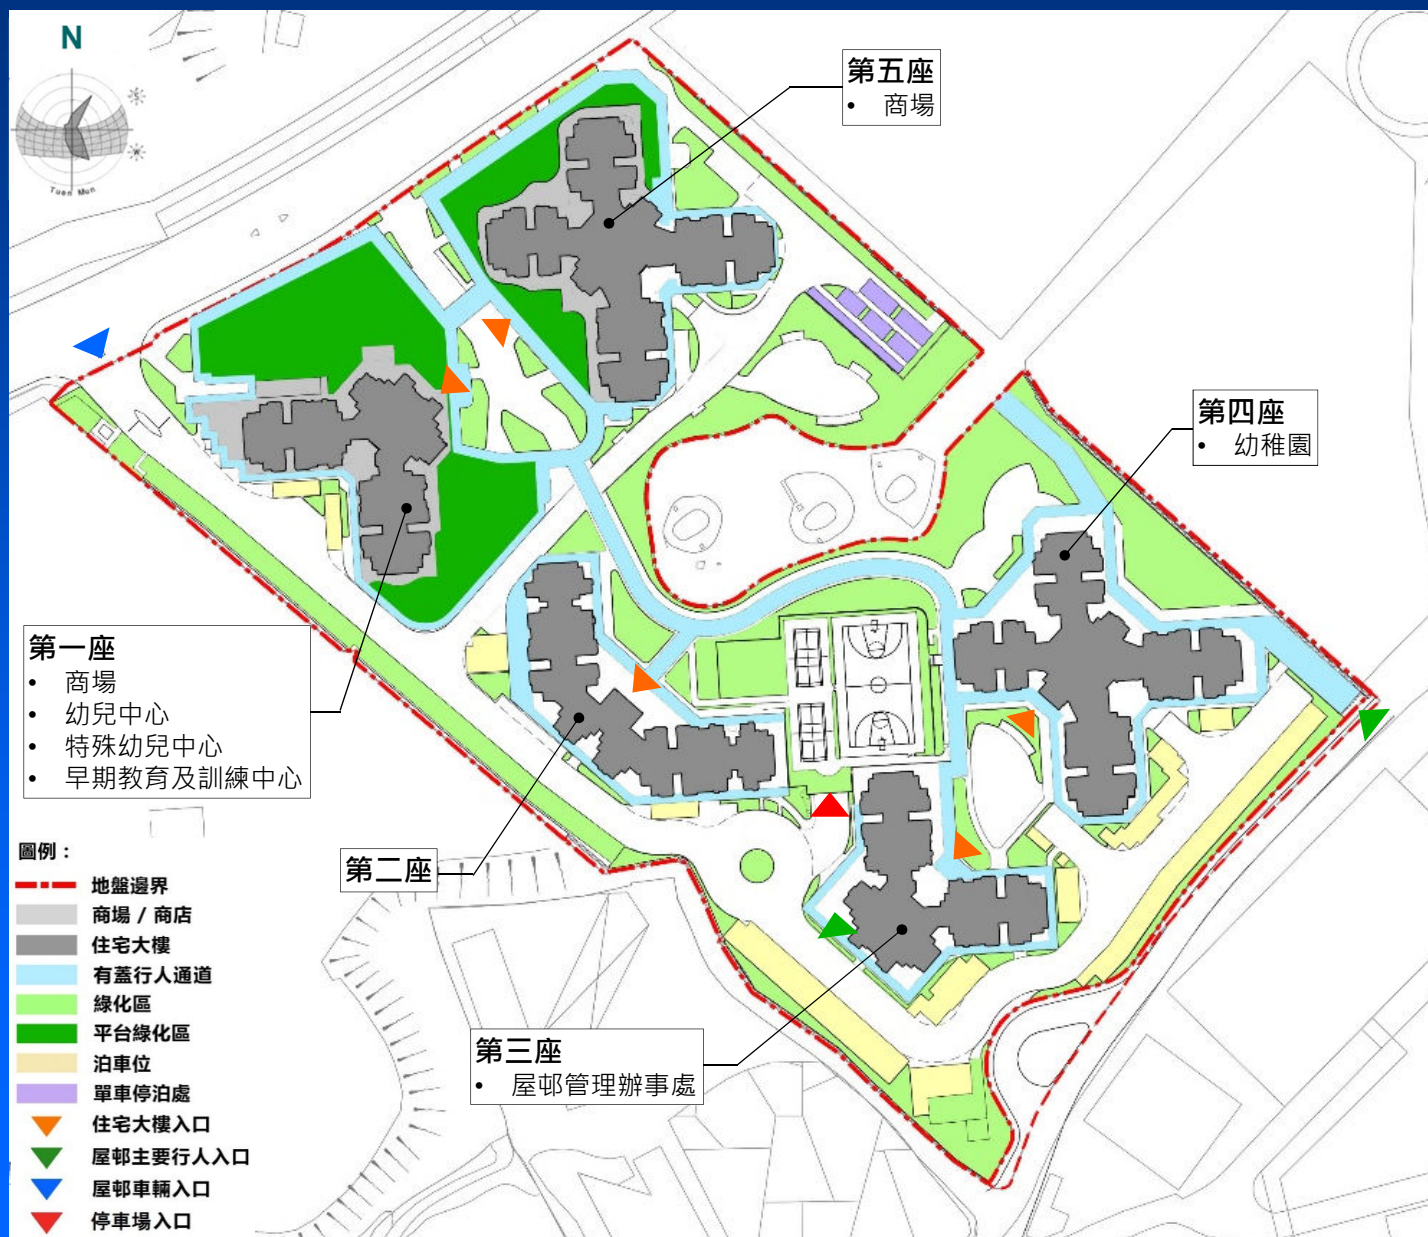 N
S
W
Tuen Mun
第五座
• 商場
第四座
• 幼稚園
第一座
• 商場
• 幼兒中心
• 特殊幼兒中心
• 早期教育及訓練中心
第二座
第三座
• 屋邨管理辦事處
圖例：
地盤邊界
商場 / 商店
住宅大樓
有蓋行人通道
綠化區
平台綠化區
泊車位
單車停泊處
住宅大樓入口
屋邨主要行人入口
屋邨車輛入口
停車場入口